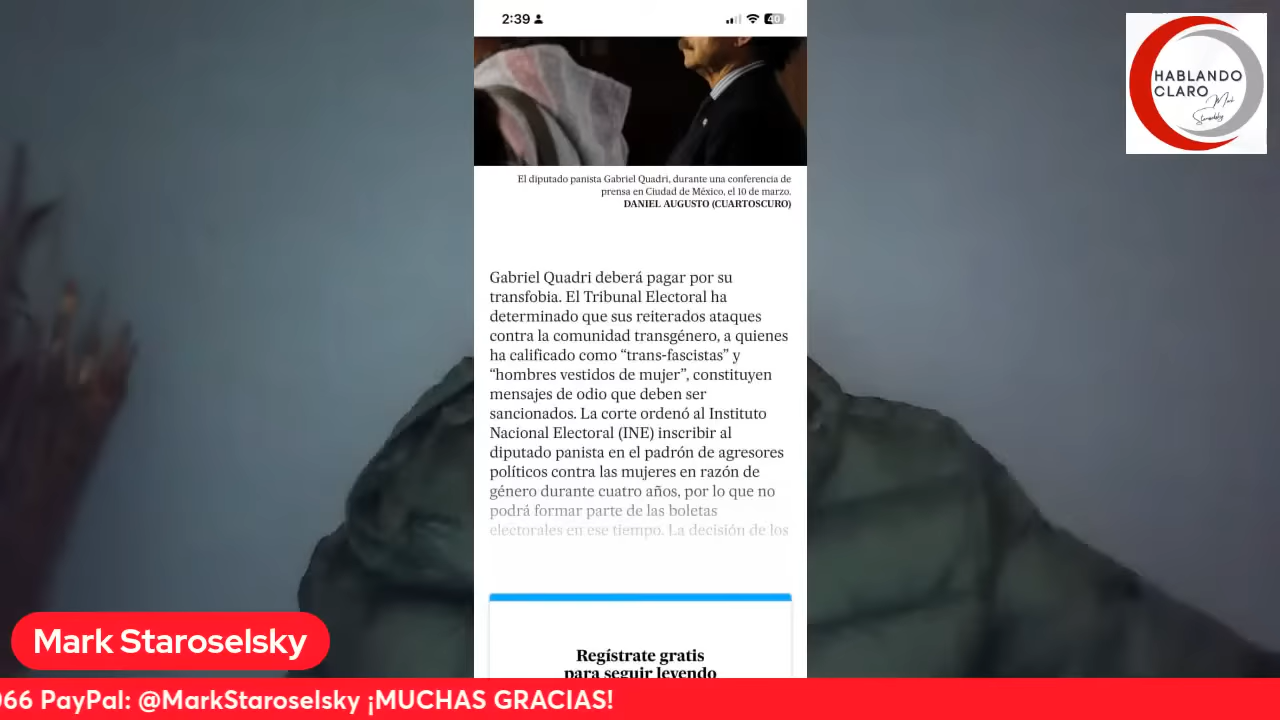 2:39
40
HABLANDO
CLARO
Mark
Staroselsky
El diputado panista Gabriel Quadri, durante una conferencia de
prensa en Ciudad de México, el 10 de marzo.
DANIEL AUGUSTO (CUARTOSCURO)
Gabriel Quadri deberá pagar por su
transfobia. El Tribunal Electoral ha
determinado que sus reiterados ataques
contra la comunidad transgénero, a quienes
ha calificado como “trans-fascistas” y
“hombres vestidos de mujer”, constituyen
mensajes de odio que deben ser
sancionados. La corte ordenó al Instituto
Nacional Electoral (INE) inscribir al
diputado panista en el padrón de agresores
políticos contra las mujeres en razón de
género durante cuatro años, por lo que no
podrá formar parte de las boletas
electorales en ese tiempo. La decisión de los
Regístrate gratis
para seguir leyendo
Mark Staroselsky
066 PayPal: @MarkStaroselsky ¡MUCHAS GRACIAS!